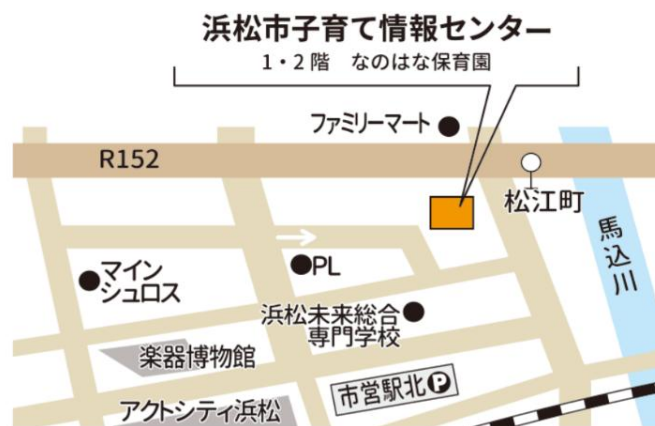 浜松市子育て情報センター
1・2階　なのはな保育園
ファミリーマート
R152
松江町
馬込川
PL
マイン
シュロス
浜松未来総合
専門学校
楽器博物館
市営駅北P
アクトシティ浜松